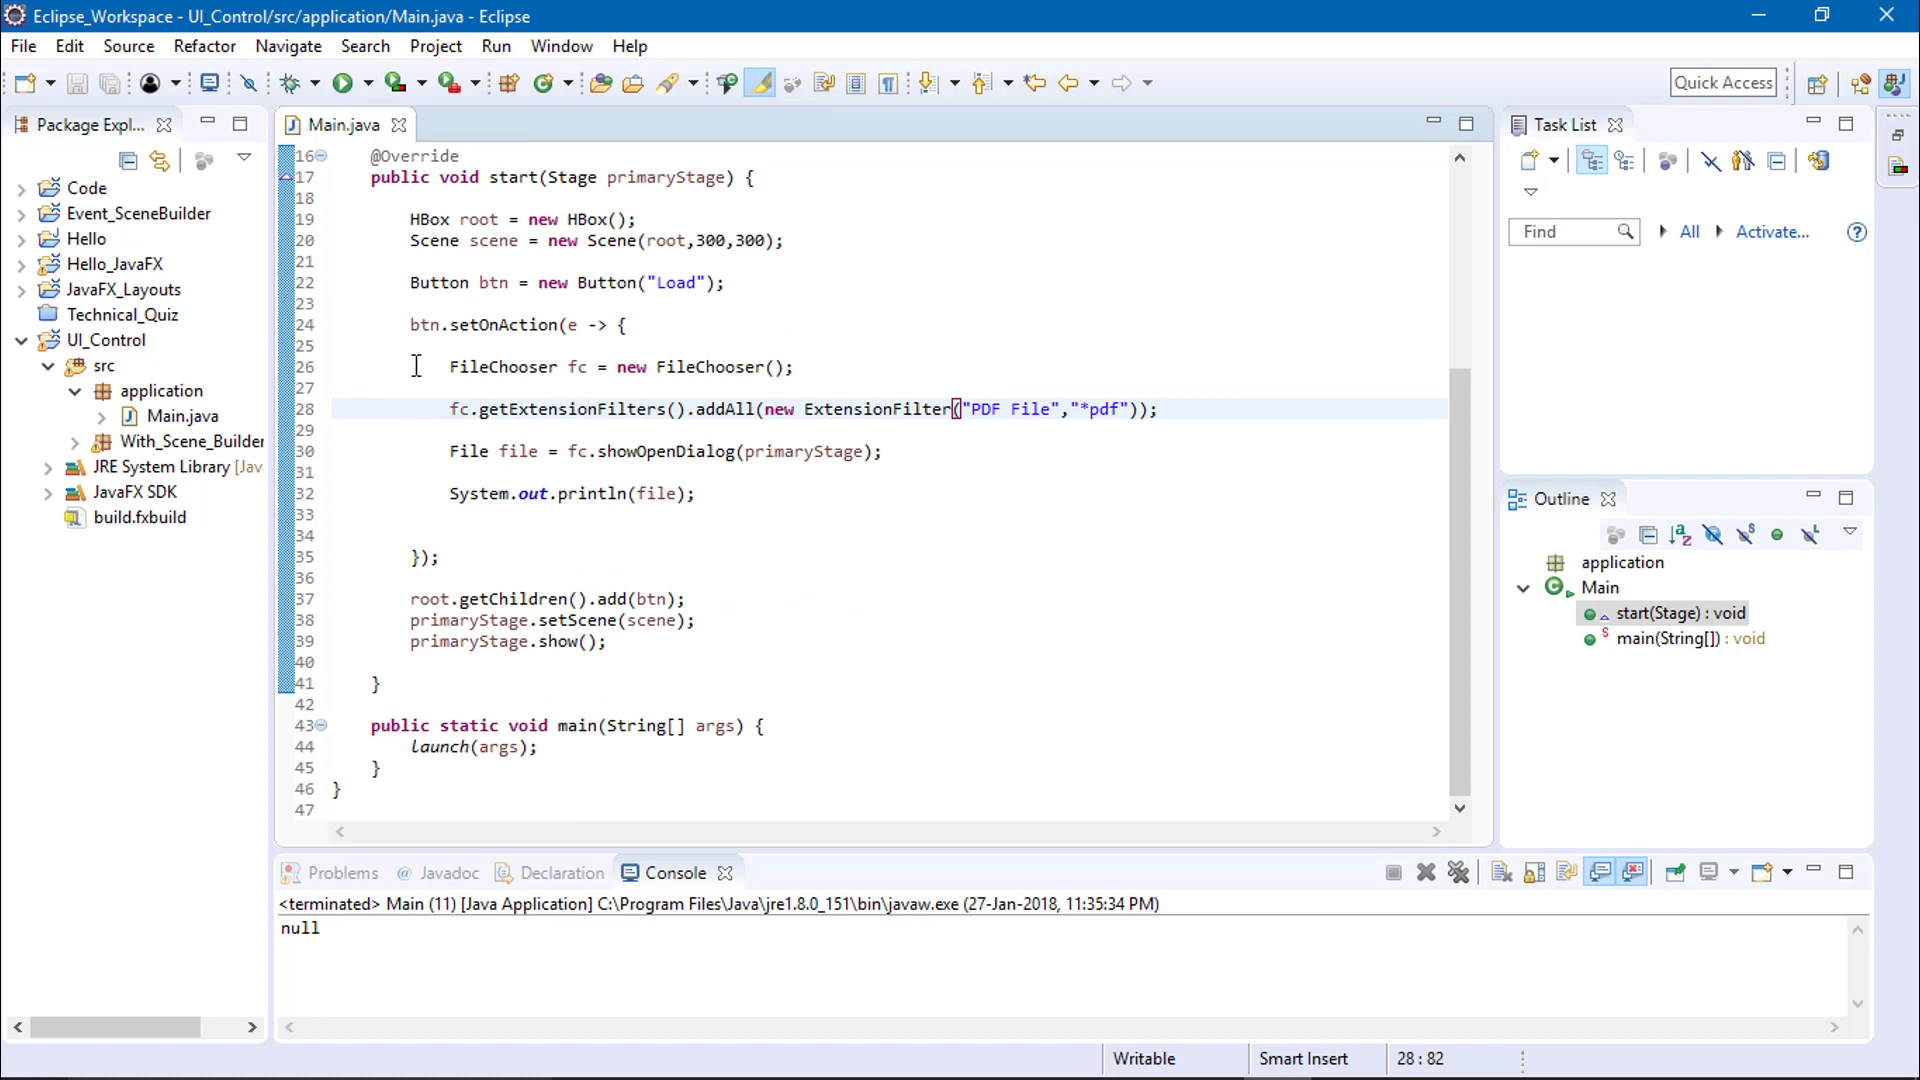 Eclipse_Workspace - UI_Control/src/application/Main.java - Eclipse
File Edit Source Refactor Navigate Search Project Run Window Help
Quick Access
Package Expl...
Code
Event_SceneBuilder
Hello
Hello_JavaFX
JavaFX_Layouts
Technical_Quiz
UI_Control
src
application
Main.java
With_Scene_Builder
JRE System Library [Java
JavaFX SDK
build.fxbuild
Main.java
16 @Override
17 public void start(Stage primaryStage) {
18
19 HBox root = new HBox();
20 Scene scene = new Scene(root,300,300);
21
22 Button btn = new Button("Load");
23
24 btn.setOnAction(e -> {
25
26 FileChooser fc = new FileChooser();
27
28 fc.getExtensionFilters().addAll(new ExtensionFilter("PDF File","*pdf"));
29
30 File file = fc.showOpenDialog(primaryStage);
31
32 System.out.println(file);
33
34
35 });
36
37 root.getChildren().add(btn);
38 primaryStage.setScene(scene);
39 primaryStage.show();
40
41 }
42
43 public static void main(String[] args) {
44 launch(args);
45 }
46 }
47
Task List
Find All Activate...
Outline
application
Main
start(Stage) : void
main(String[]) : void
Problems @ Javadoc Declaration Console
<terminated> Main (11) [Java Application] C:\Program Files\Java\jre1.8.0_151\bin\javaw.exe (27-Jan-2018, 11:35:34 PM)
null
Writable Smart Insert 28 : 82